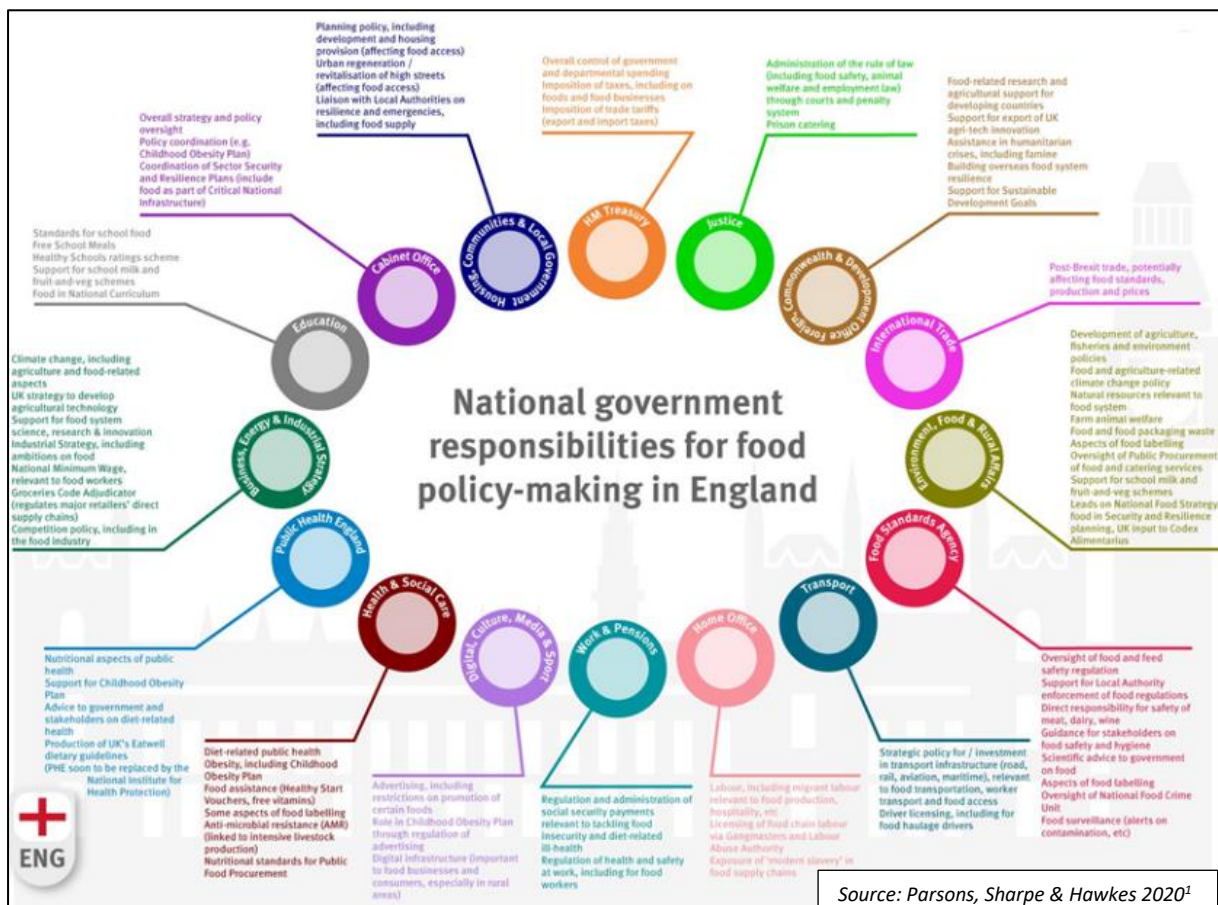 Planning policy, including
development and housing
provision (affecting food access)
Urban regeneration /
revitalisation of high streets
(affecting food access)
Liaison with Local Authorities on
resilience and emergencies,
including food supply
Overall control of government
and departmental spending
Imposition of taxes, including on
foods and food businesses
Imposition of trade tariffs
(export and import taxes)
Administration of the rule of law
(including food safety, animal
welfare and employment law)
through courts and penalty
system
Prison catering
Food-related research and
agricultural support for
developing countries
Support for export of UK
agri-tech innovation
Assistance in humanitarian
crises, including famine
Building overseas food system
resilience
Support for Sustainable
Development Goals
Overall strategy and policy
oversight
Policy coordination (e.g.
Childhood Obesity Plan)
Coordination of Sector Security
and Resilience Plans (include
food as part of Critical National
Infrastructure)
Standards for school food
Free School Meals
Healthy Schools ratings scheme
Support for school milk and
fruit-and-veg schemes
Food in National Curriculum
Post-Brexit trade, potentially
affecting food standards,
production and prices
Climate change, including
agriculture and food-related
aspects
UK strategy to develop
agricultural technology
Support for food system
science, research & innovation
Industrial Strategy, including
ambitions on food
National Minimum Wage,
relevant to food workers
Groceries Code Adjudicator
(regulates major retailers' direct
supply chains)
Competition policy, including in
the food industry
Development of agriculture,
fisheries and environment
policies
Food and agriculture-related
climate change policy
Natural resources relevant to
food system
Farm animal welfare
Food and food packaging waste
Aspects of food labelling
Oversight of Public Procurement
of food and catering services
Support for school milk and
fruit-and-veg schemes
Leads on National Food Strategy,
food in Security and Resilience
planning, UK input to Codex
Alimentarius
Education
Cabinet Office
Housing, Communities & Local Government
HM Treasury
Justice
Foreign, Commonwealth & Development Office
International Trade
Environment, Food & Rural Affairs
Food Standards Agency
Transport
Home Office
Work & Pensions
Digital, Culture, Media & Sport
Health & Social Care
Public Health England
Business, Energy & Industrial Strategy
National government
responsibilities for food
policy-making in England
Nutritional aspects of public
health
Support for Childhood Obesity
Plan
Advice to government and
stakeholders on diet-related
health
Production of UK's Eatwell
dietary guidelines
(PHE soon to be replaced by the
National Institute for
Health Protection)
Diet-related public health
Obesity, including Childhood
Obesity Plan
Food assistance (Healthy Start
Vouchers, free vitamins)
Some aspects of food labelling
Anti-microbial resistance (AMR)
(linked to intensive livestock
production)
Nutritional standards for Public
Food Procurement
Advertising, including
restrictions on promotion of
certain foods
Role in Childhood Obesity Plan
through regulation of
advertising
Digital infrastructure (important
to food businesses and
consumers, especially in rural
areas)
Regulation and administration of
social security payments
relevant to tackling food
insecurity and diet-related
ill-health
Regulation of health and safety
at work, including for food
workers
Labour, including migrant labour
relevant to food production,
hospitality, etc
Licensing of food chain labour
via Gangmasters and Labour
Abuse Authority
Exposure of 'modern slavery' in
food supply chains
Strategic policy for / investment
in transport infrastructure (road,
rail, aviation, maritime), relevant
to food transportation, worker
transport and food access
Driver licensing, including for
food haulage drivers
Oversight of food and feed
safety regulation
Support for Local Authority
enforcement of food regulations
Direct responsibility for safety of
meat, dairy, wine
Guidance for stakeholders on
food safety and hygiene
Scientific advice to government
on food
Aspects of food labelling
Oversight of National Food Crime
Unit
Food surveillance (alerts on
contamination, etc)
ENG
Source: Parsons, Sharpe & Hawkes 2020¹